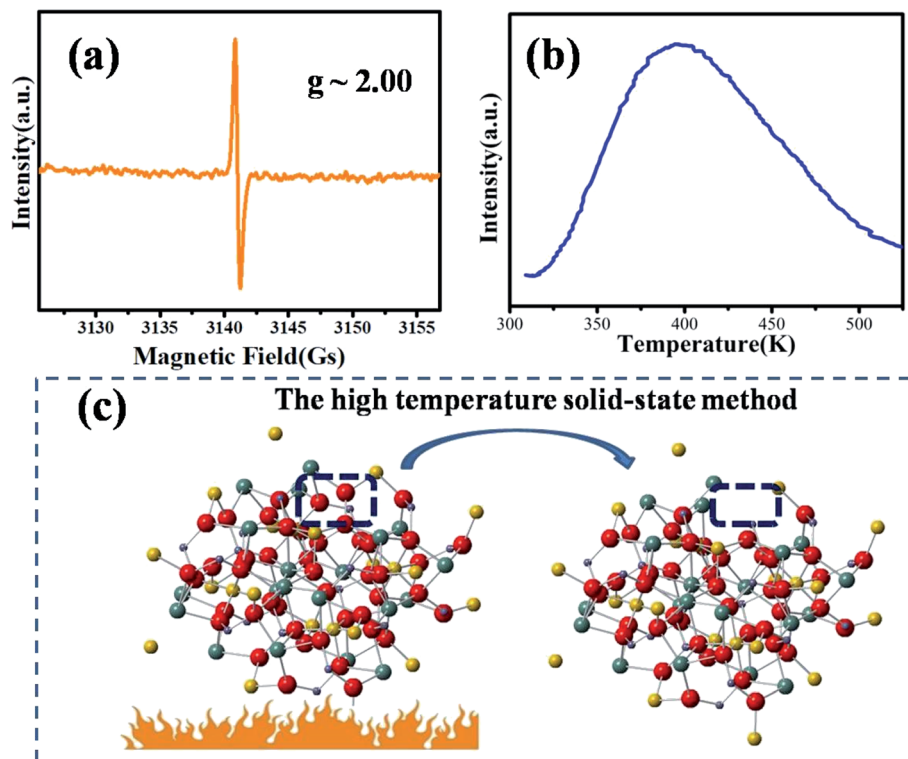 (a)
g ~ 2.00
Intensity(a.u.)
3130 3135 3140 3145 3150 3155
Magnetic Field(Gs)
(b)
Intensity(a.u.)
300 350 400 450 500
Temperature(K)
(c)
The high temperature solid-state method